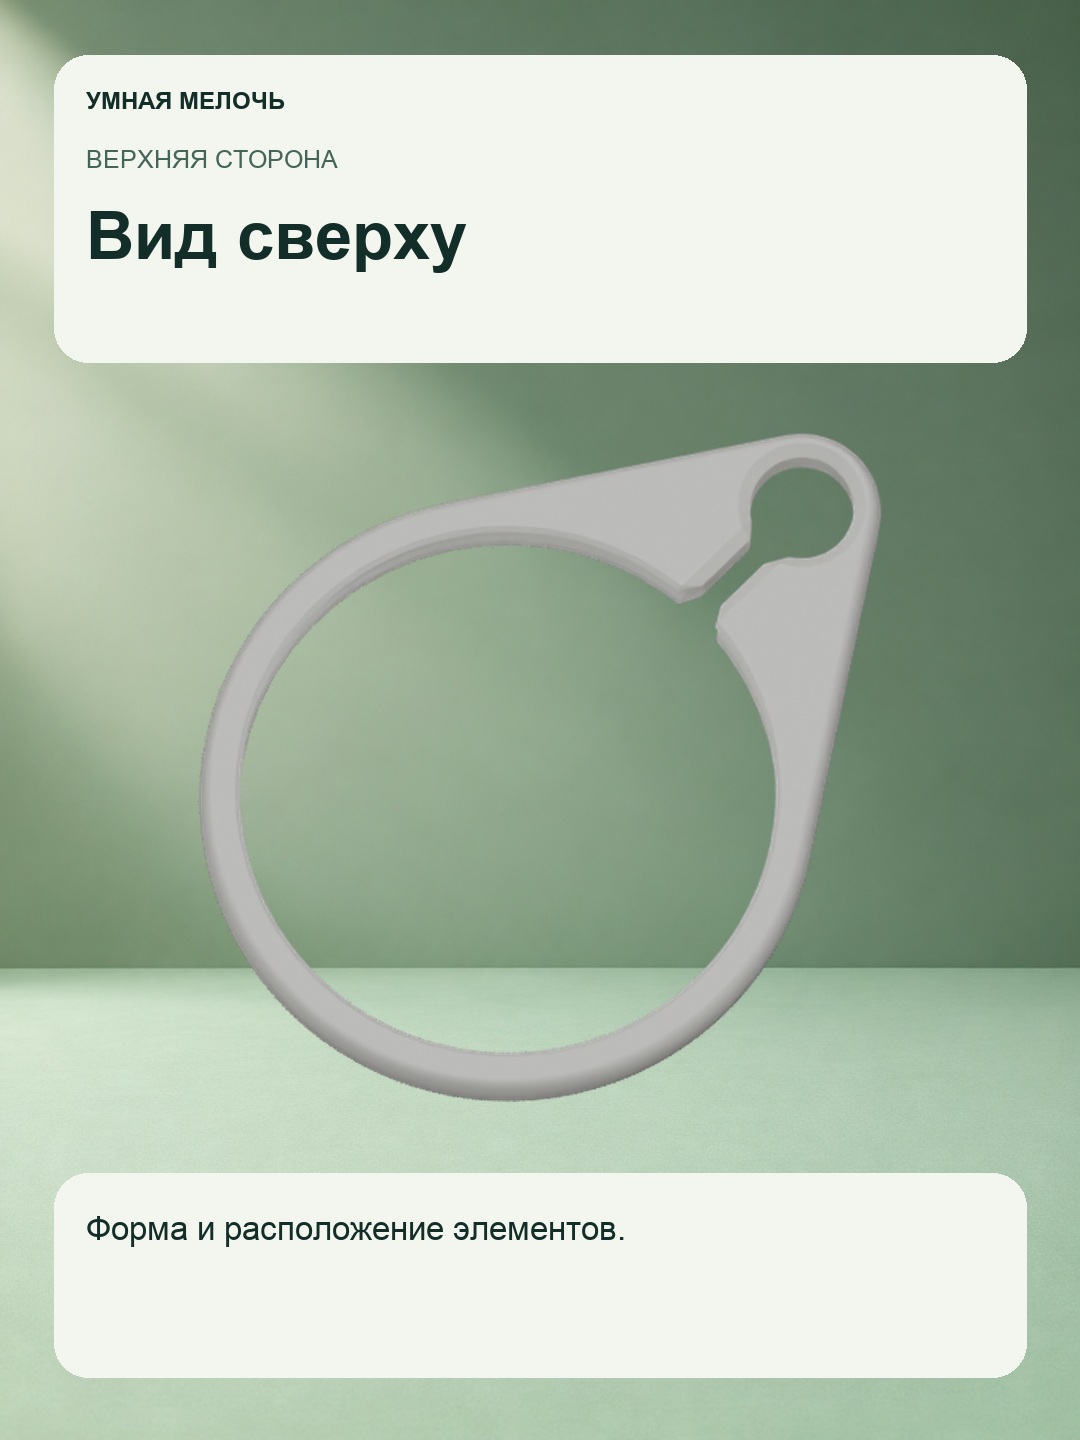 УМНАЯ МЕЛОЧЬ
ВЕРХНЯЯ СТОРОНА
Вид сверху
Форма и расположение элементов.